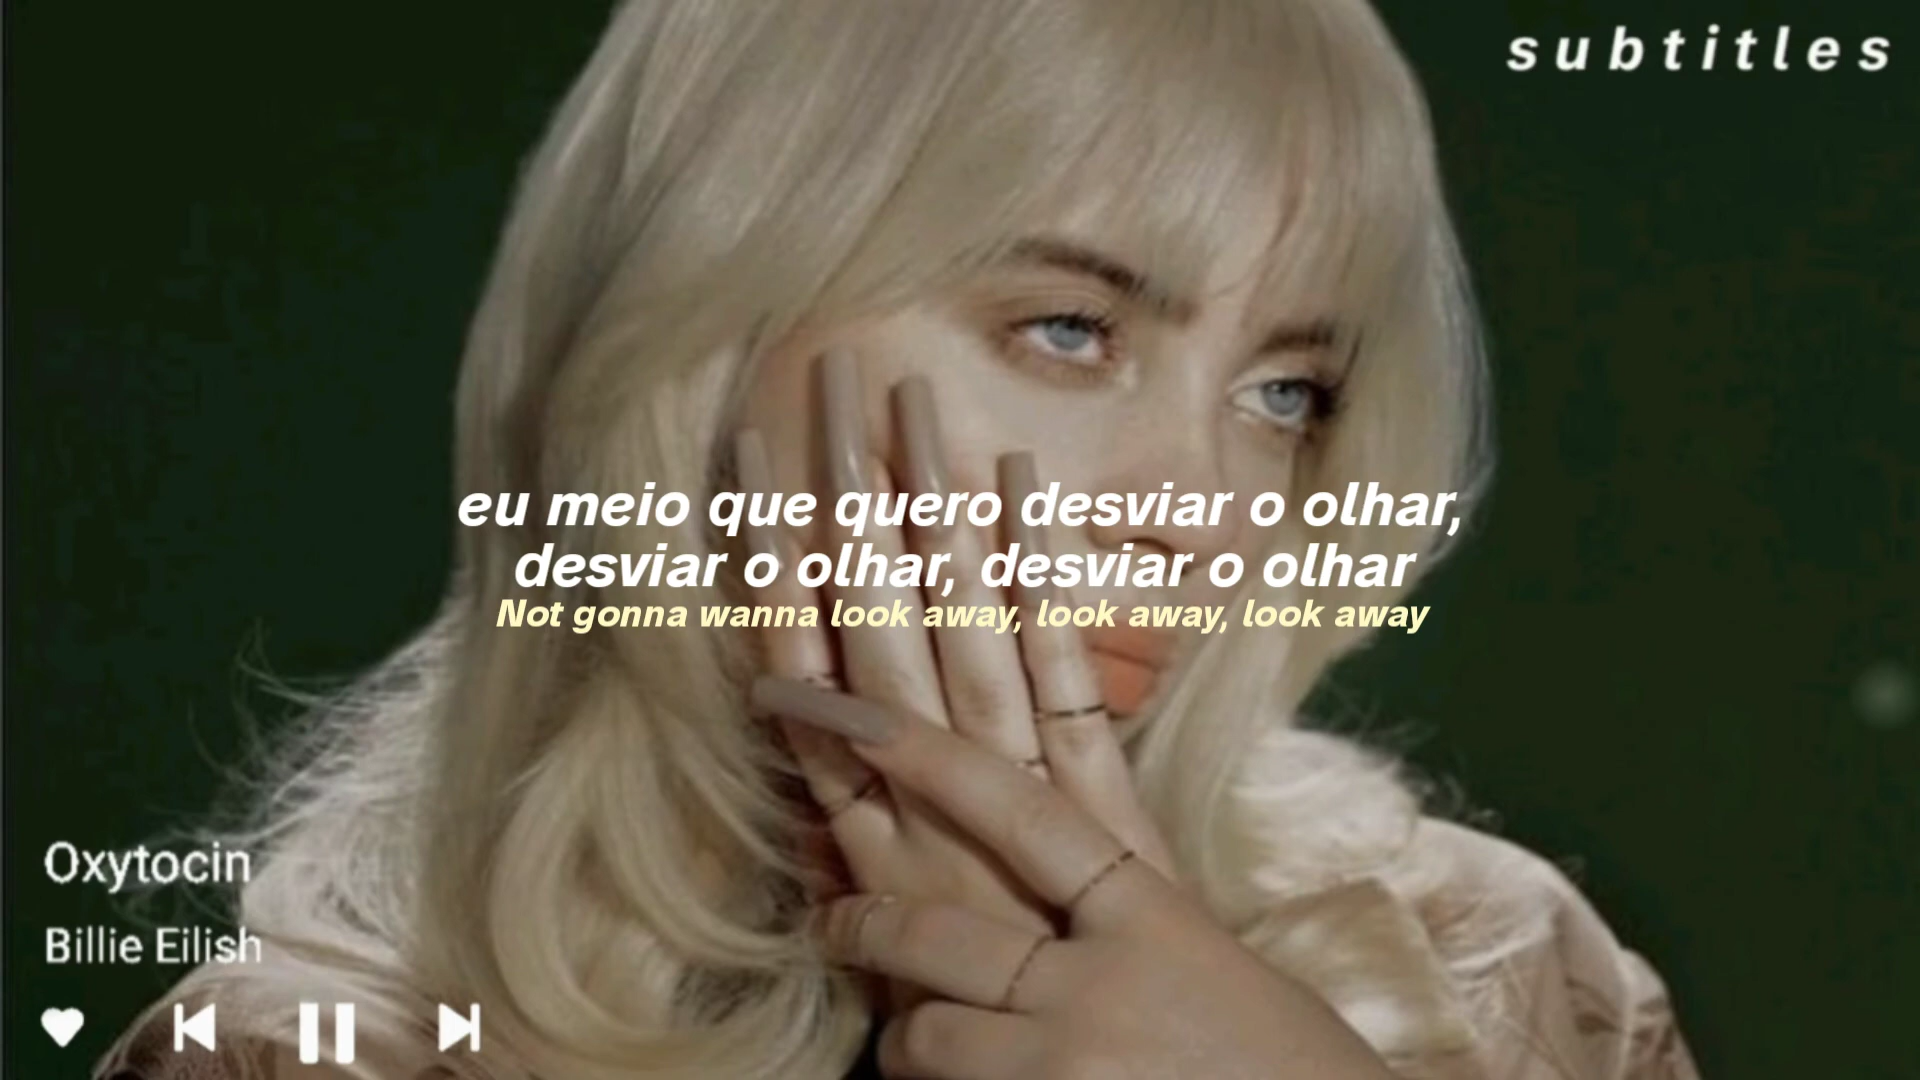 subtitles
eu meio que quero desviar o olhar,
desviar o olhar, desviar o olhar
Not gonna wanna look away, look away, look away
Oxytocin
Billie Eilish